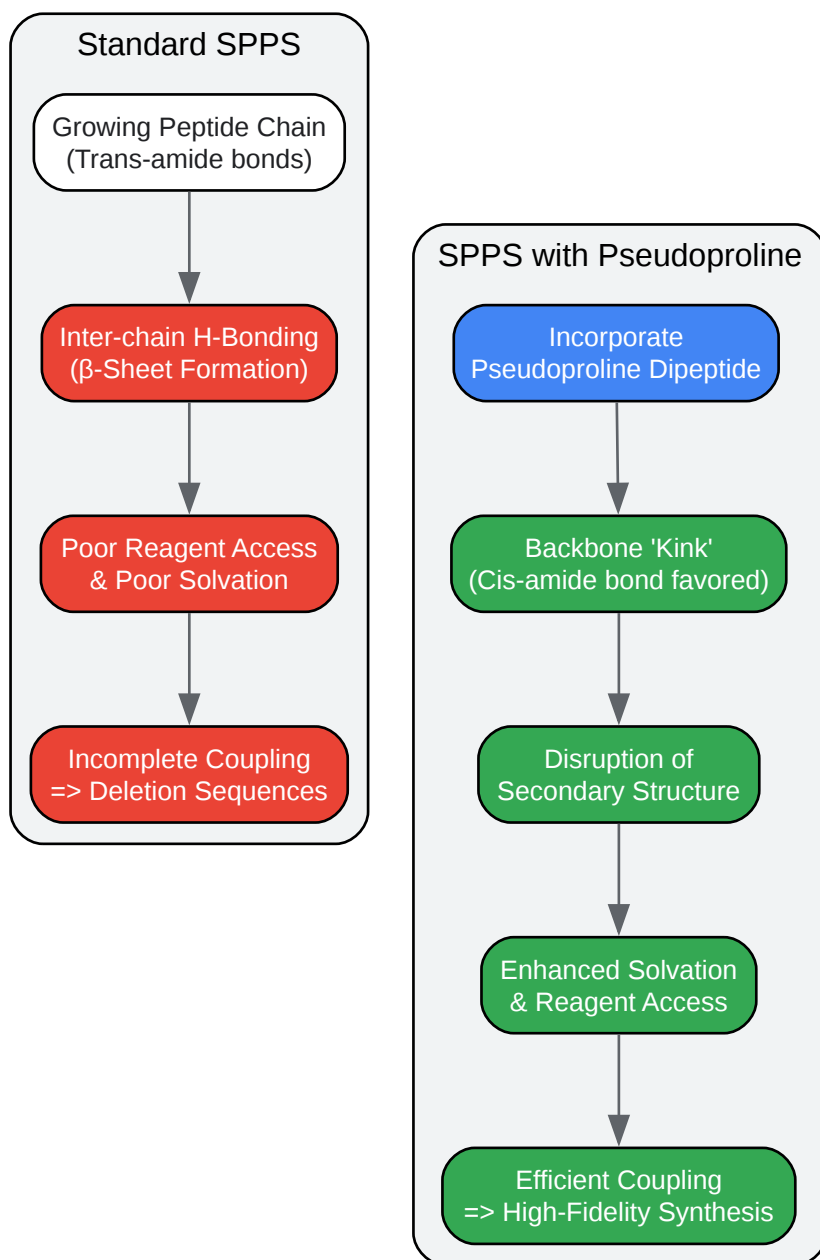 Standard SPPS
Growing Peptide Chain
(Trans-amide bonds)
Inter-chain H-Bonding
(β-Sheet Formation)
Poor Reagent Access
& Poor Solvation
Incomplete Coupling
=> Deletion Sequences
SPPS with Pseudoproline
Incorporate
Pseudoproline Dipeptide
Backbone 'Kink'
(Cis-amide bond favored)
Disruption of
Secondary Structure
Enhanced Solvation
& Reagent Access
Efficient Coupling
=> High-Fidelity Synthesis